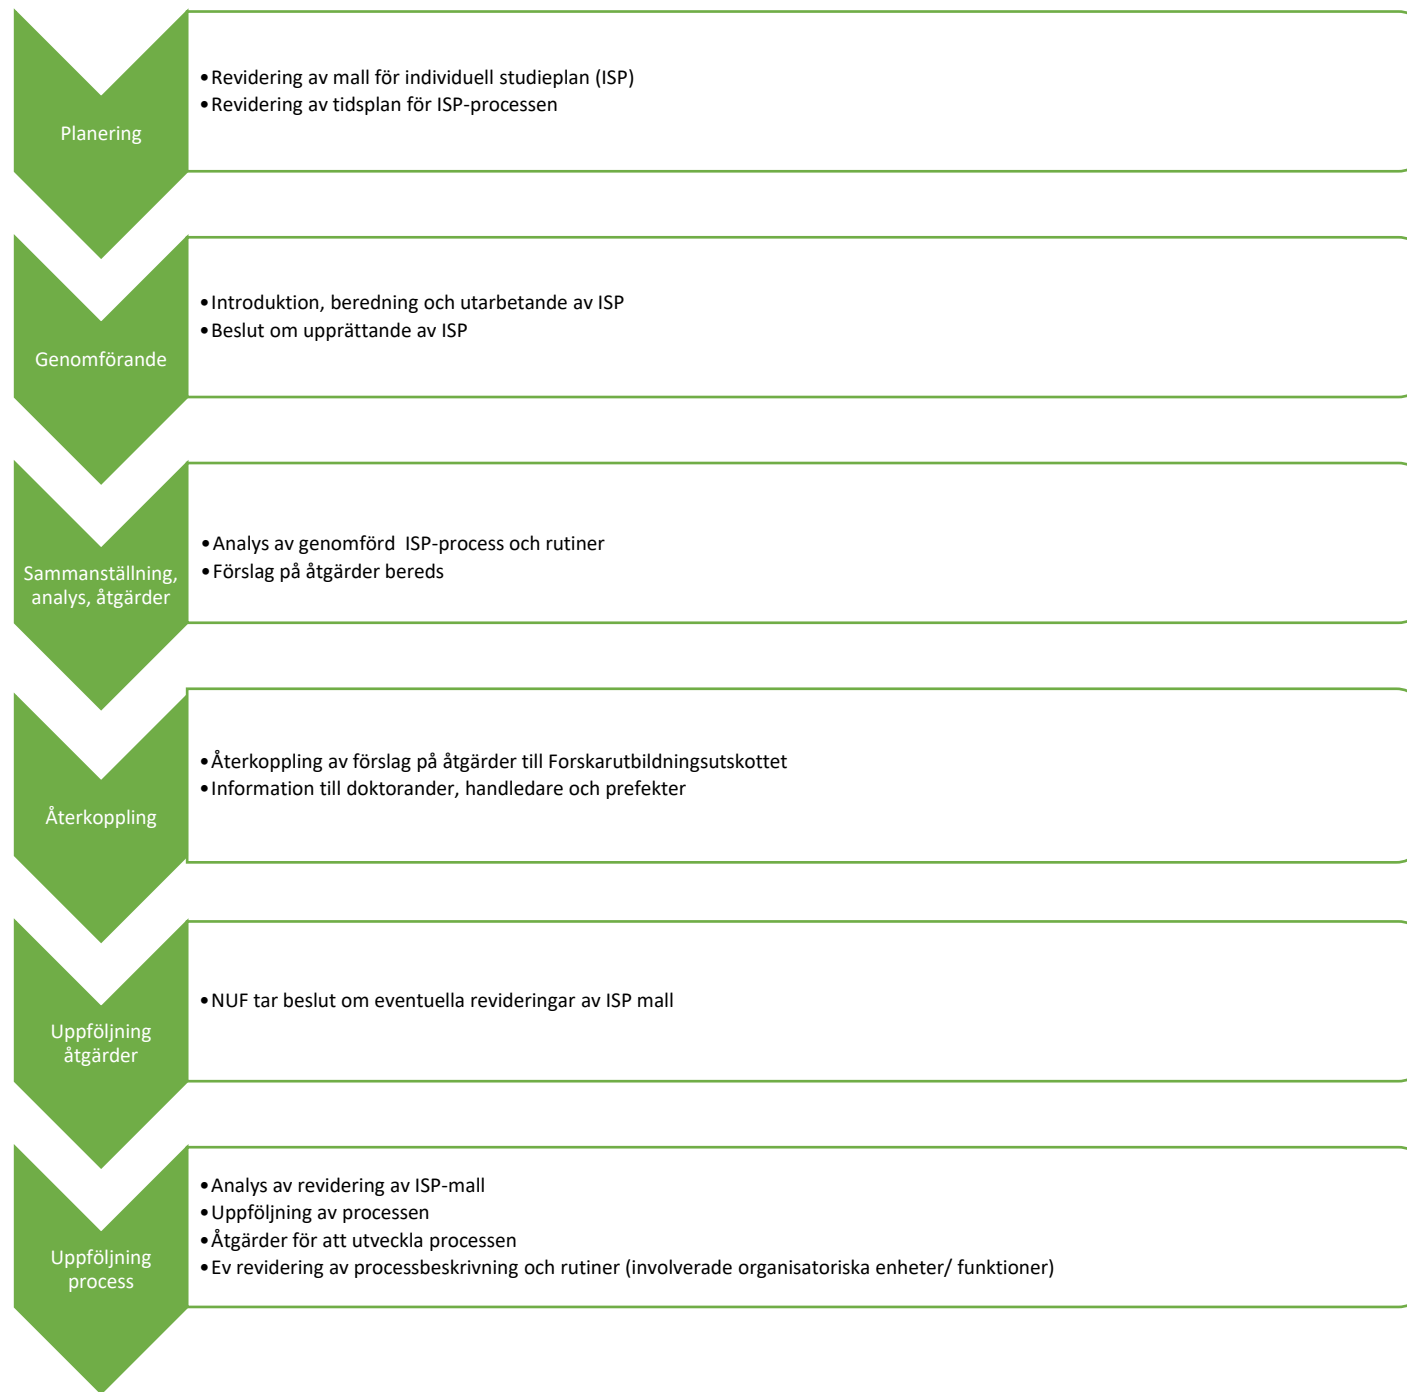 Planering
•Revidering av mall för individuell studieplan (ISP)
•Revidering av tidsplan för ISP-processen
Genomförande
•Introduktion, beredning och utarbetande av ISP
•Beslut om upprättande av ISP
Sammanställning,
analys, åtgärder
•Analys av genomförd  ISP-process och rutiner
•Förslag på åtgärder bereds
Återkoppling
•Återkoppling av förslag på åtgärder till Forskarutbildningsutskottet
•Information till doktorander, handledare och prefekter
Uppföljning
åtgärder
•NUF tar beslut om eventuella revideringar av ISP mall
Uppföljning
process
•Analys av revidering av ISP-mall
•Uppföljning av processen
•Åtgärder för att utveckla processen
•Ev revidering av processbeskrivning och rutiner (involverade organisatoriska enheter/ funktioner)